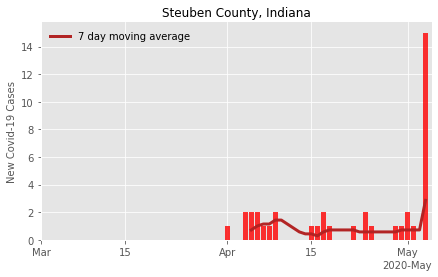 Steuben County, Indiana
7 day moving average
New Covid-19 Cases
14
12
10
8
6
4
2
0
Mar 15 Apr 15 May
2020-May